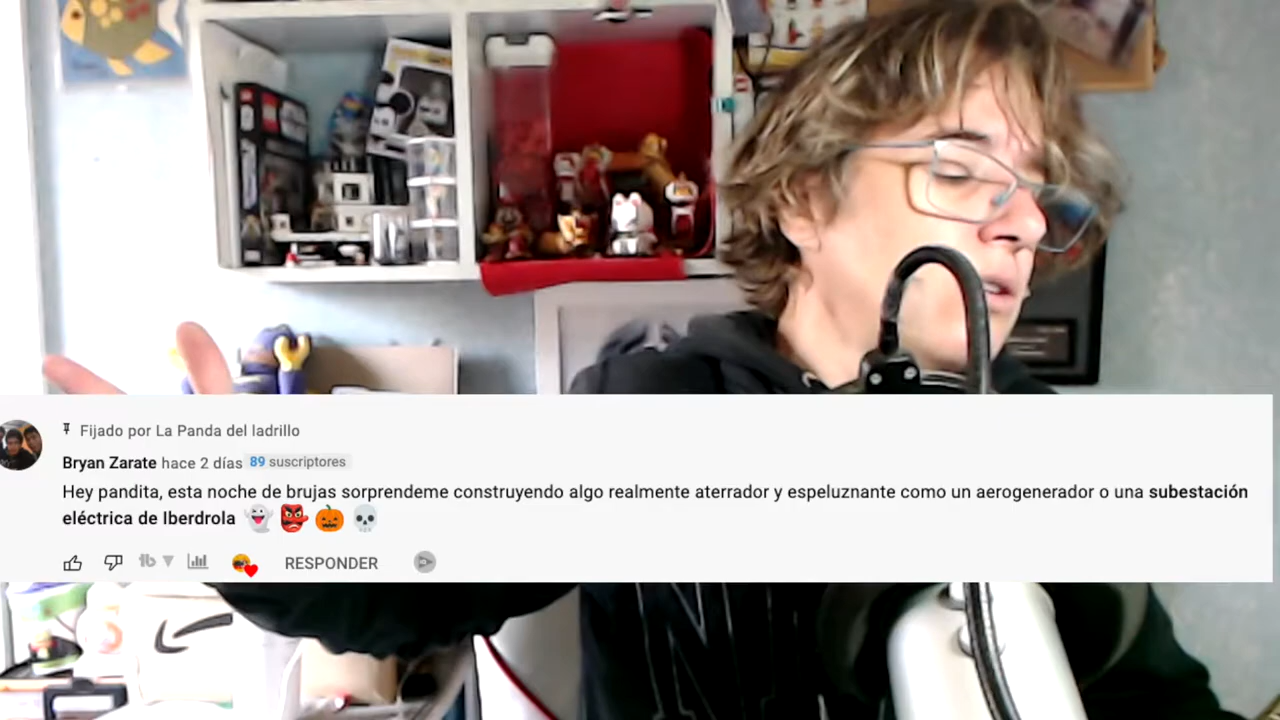 Fijado por La Panda del ladrillo
Bryan Zarate hace 2 días 89 suscriptores
Hey pandita, esta noche de brujas sorprendeme construyendo algo realmente aterrador y espeluznante como un aerogenerador o una subestación
eléctrica de Iberdrola 👻 👺 🎃 💀
RESPONDER